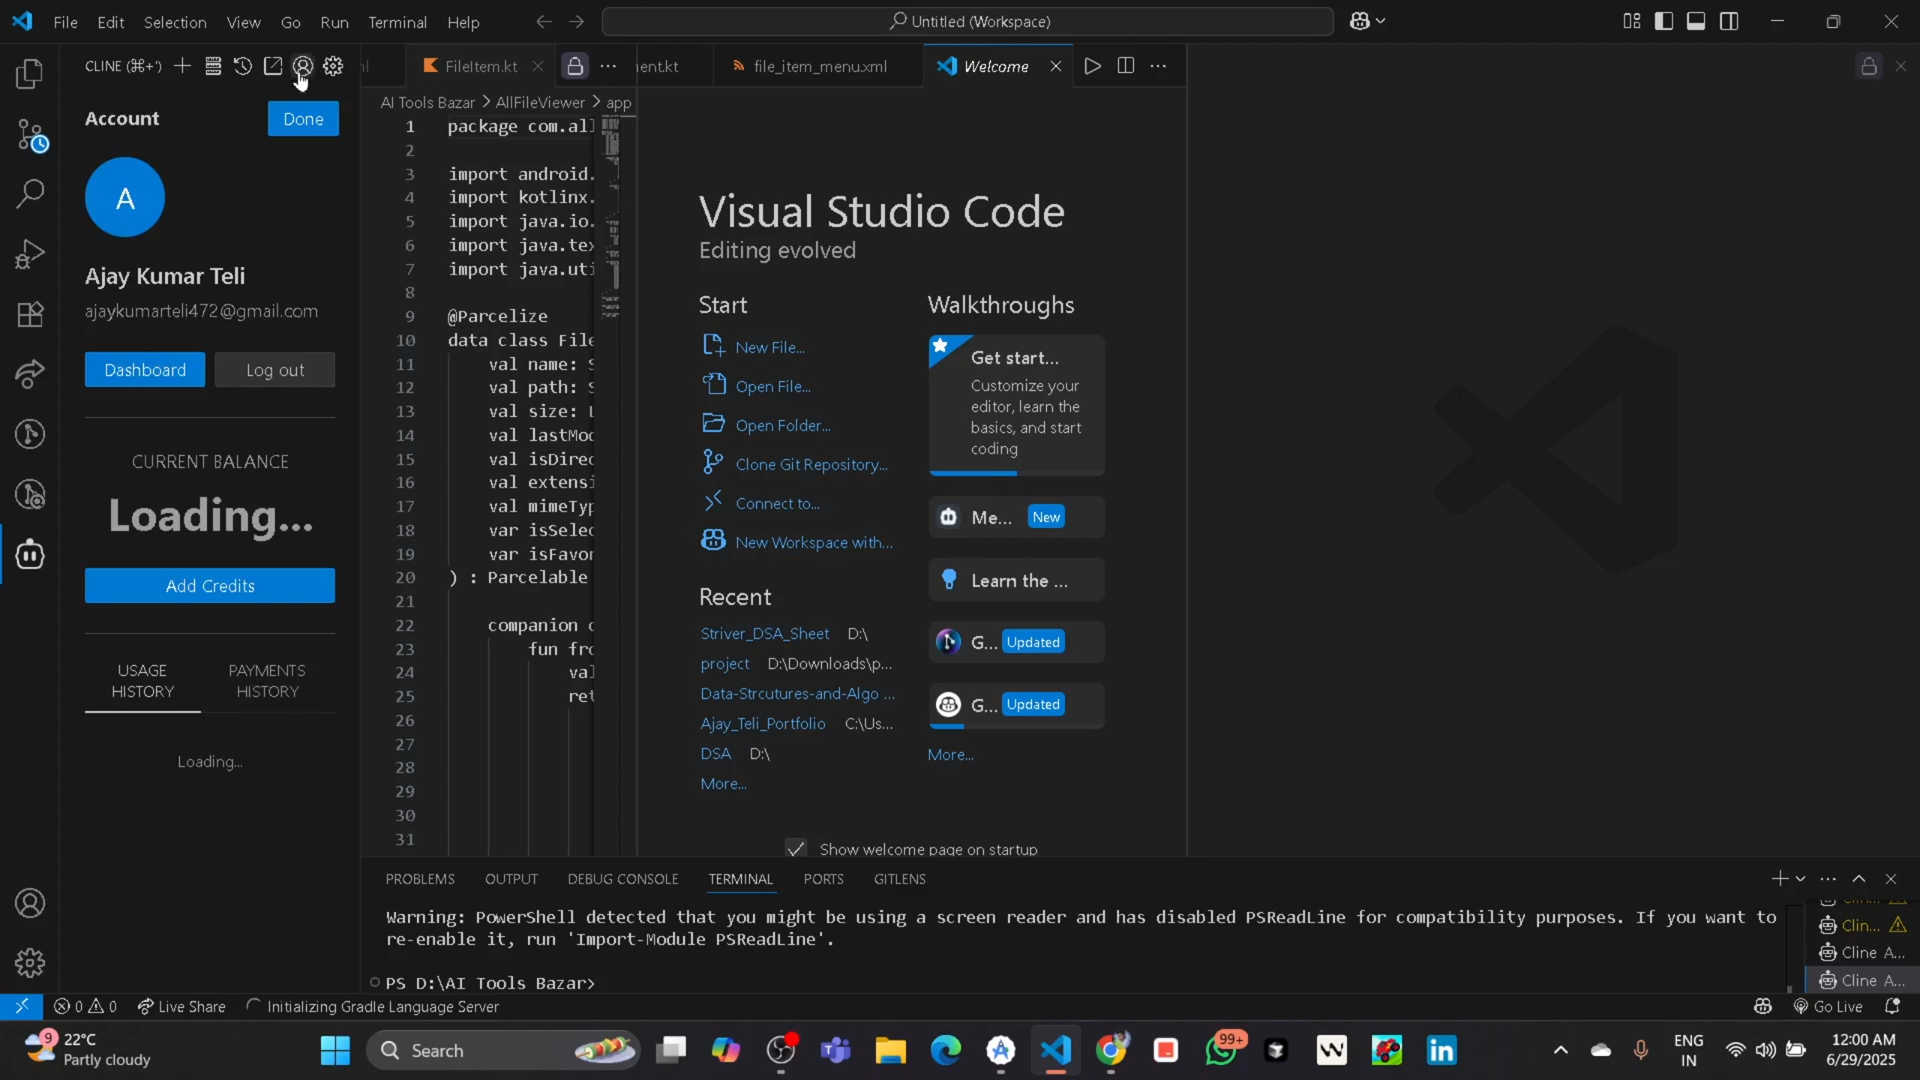 File Edit Selection View Go Run Terminal Help
Untitled (Workspace)
CLINE (⌘+')
FileItem.kt
file_item_menu.xml
Welcome
Account
Done
A
Ajay Kumar Teli
ajaykumarteli472@gmail.com
Dashboard
Log out
CURRENT BALANCE
Loading...
Add Credits
USAGE HISTORY
PAYMENTS HISTORY
Loading...
AI Tools Bazar > AllFileViewer > app
1 package com.all
2
3 import android.
4 import kotlinx.
5 import java.io.
6 import java.tex
7 import java.uti
8
9 @Parcelize
10 data class File
11 val name: S
12 val path: S
13 val size: L
14 val lastMod
15 val isDirec
16 val extensi
17 val mimeTyp
18 var isSelec
19 var isFavor
20 ) : Parcelable
21
22 companion o
23 fun fro
24 val
25 ret
26
27
28
29
30
31
Visual Studio Code
Editing evolved
Start
New File...
Open File...
Open Folder...
Clone Git Repository...
Connect to...
New Workspace with...
Recent
Striver_DSA_Sheet D:\
project D:\Downloads\p...
Data-Strcutures-and-Algo ...
Ajay_Teli_Portfolio C:\Us...
DSA D:\
More...
Walkthroughs
Get start...
Customize your
editor, learn the
basics, and start
coding
Me... New
Learn the ...
G... Updated
G... Updated
More...
Show welcome page on startup
PROBLEMS OUTPUT DEBUG CONSOLE TERMINAL PORTS GITLENS
Warning: PowerShell detected that you might be using a screen reader and has disabled PSReadLine for compatibility purposes. If you want to
re-enable it, run 'Import-Module PSReadLine'.
PS D:\AI Tools Bazar>
Clin...
Cline A...
Cline A...
0 0 Live Share Initializing Gradle Language Server
Go Live
9
22°C
Partly cloudy
Search
99+
ENG
IN
12:00 AM
6/29/2025